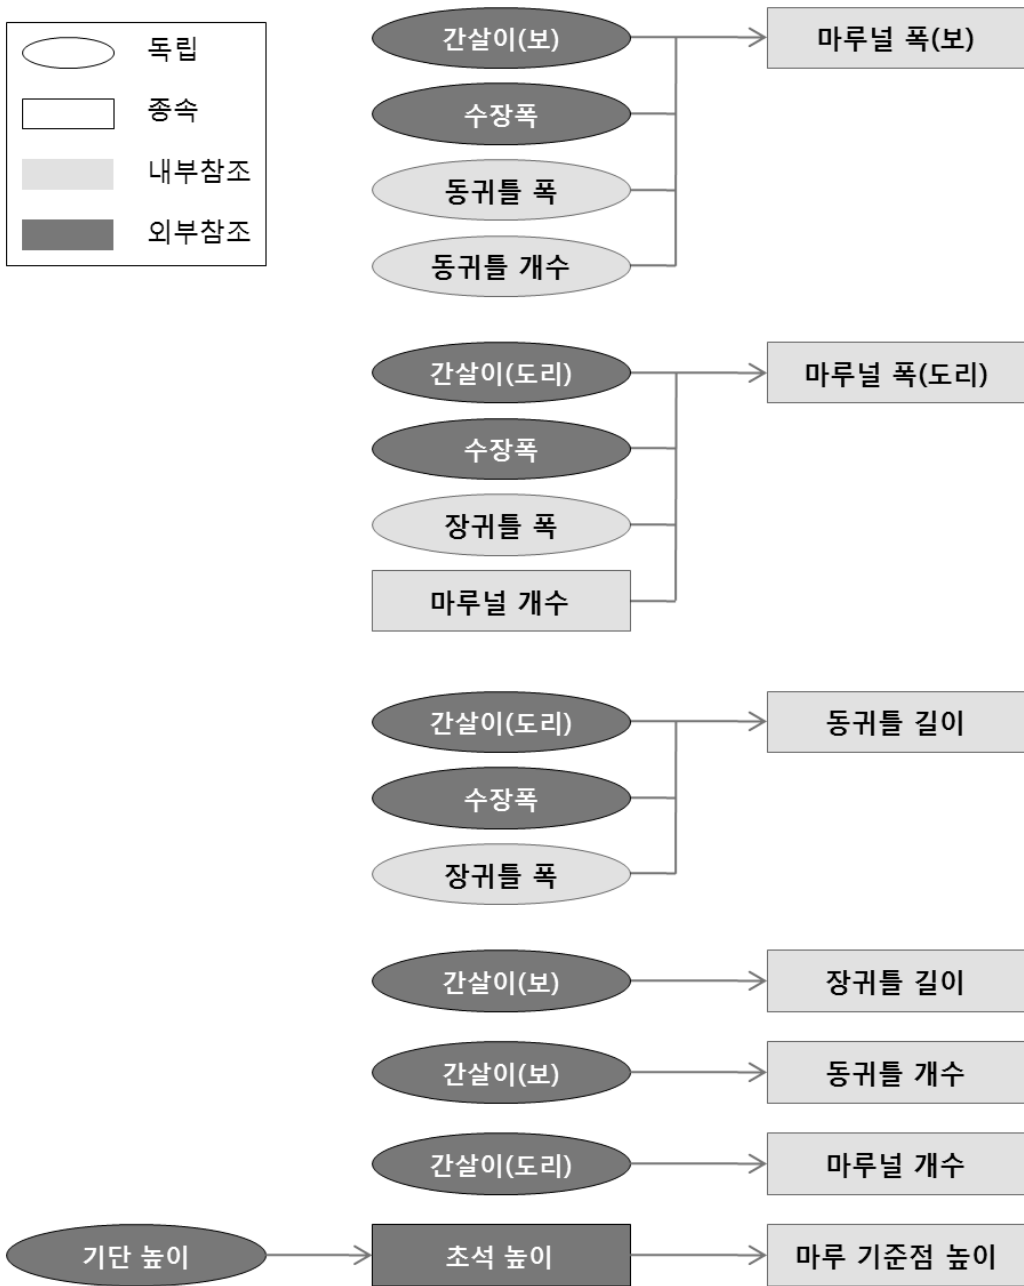 독립
종속
내부참조
외부참조
간살이(보)
마루널 폭(보)
수장폭
동귀틀 폭
동귀틀 개수
간살이(도리)
마루널 폭(도리)
수장폭
장귀틀 폭
마루널 개수
간살이(도리)
동귀틀 길이
수장폭
장귀틀 폭
간살이(보)
장귀틀 길이
간살이(보)
동귀틀 개수
간살이(도리)
마루널 개수
기단 높이
초석 높이
마루 기준점 높이